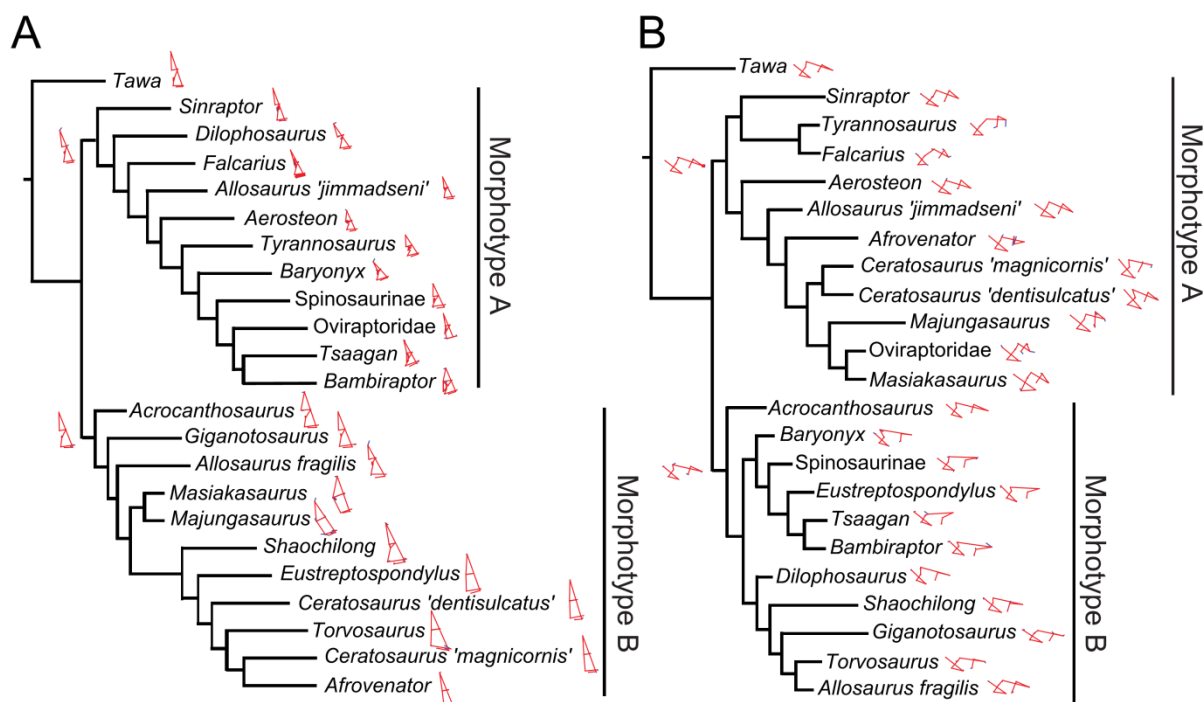 A
Tawa
Sinraptor
Dilophosaurus
Falcarius
Allosaurus 'jimmadseni'
Aerosteon
Tyrannosaurus
Baryonyx
Spinosaurinae
Oviraptoridae
Tsaagan
Bambiraptor
Morphotype A
Acrocanthosaurus
Giganotosaurus
Allosaurus fragilis
Masiakasaurus
Majungasaurus
Shaochilong
Eustreptospondylus
Ceratosaurus 'dentisulcatus'
Torvosaurus
Ceratosaurus 'magnicornis'
Afrovenator
Morphotype B
B
Tawa
Sinraptor
Tyrannosaurus
Falcarius
Aerosteon
Allosaurus 'jimmadseni'
Afrovenator
Ceratosaurus 'magnicornis'
Ceratosaurus 'dentisulcatus'
Majungasaurus
Oviraptoridae
Masiakasaurus
Morphotype A
Acrocanthosaurus
Baryonyx
Spinosaurinae
Eustreptospondylus
Tsaagan
Bambiraptor
Dilophosaurus
Shaochilong
Giganotosaurus
Torvosaurus
Allosaurus fragilis
Morphotype B